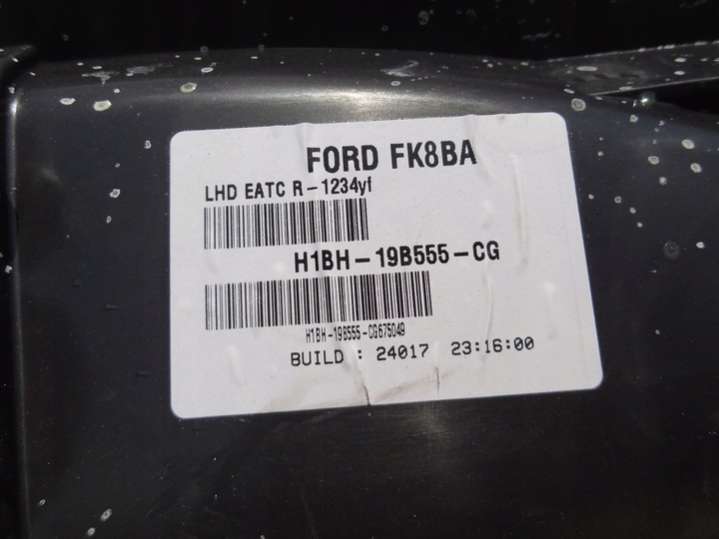 FORD FK8BA
LHD EATC R-1234yf
H1BH-19B555-CG
H1BH-19B555-CG675049
BUILD : 24017 23:16:00